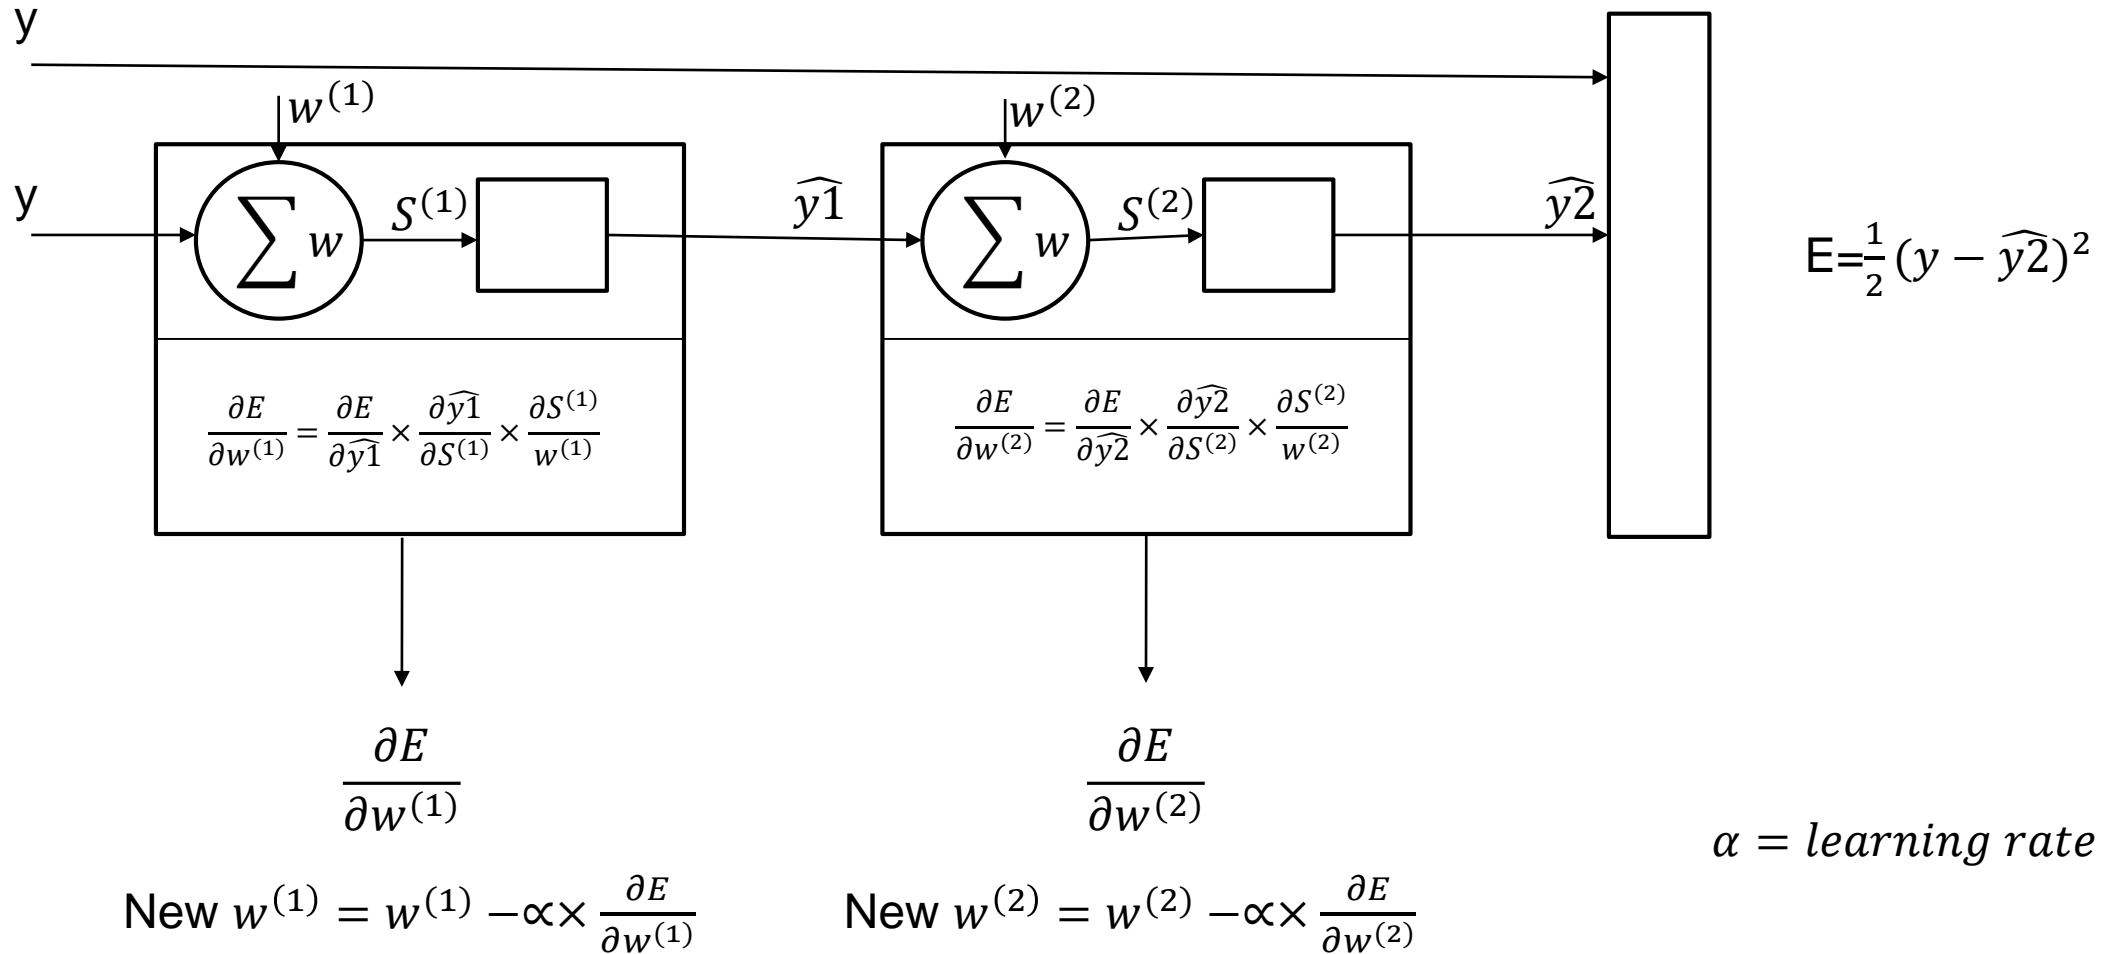 y
w⁽¹⁾
w⁽²⁾
y
∑ w
S⁽¹⁾
ŷ1
∑ w
S⁽²⁾
ŷ2
E=½ (y − ŷ2)²
∂E/∂w⁽¹⁾ = ∂E/∂ŷ1 × ∂ŷ1/∂S⁽¹⁾ × ∂S⁽¹⁾/w⁽¹⁾
∂E/∂w⁽²⁾ = ∂E/∂ŷ2 × ∂ŷ2/∂S⁽²⁾ × ∂S⁽²⁾/w⁽²⁾
∂E/∂w⁽¹⁾
∂E/∂w⁽²⁾
α = learning rate
New w⁽¹⁾ = w⁽¹⁾ −∝× ∂E/∂w⁽¹⁾
New w⁽²⁾ = w⁽²⁾ −∝× ∂E/∂w⁽²⁾